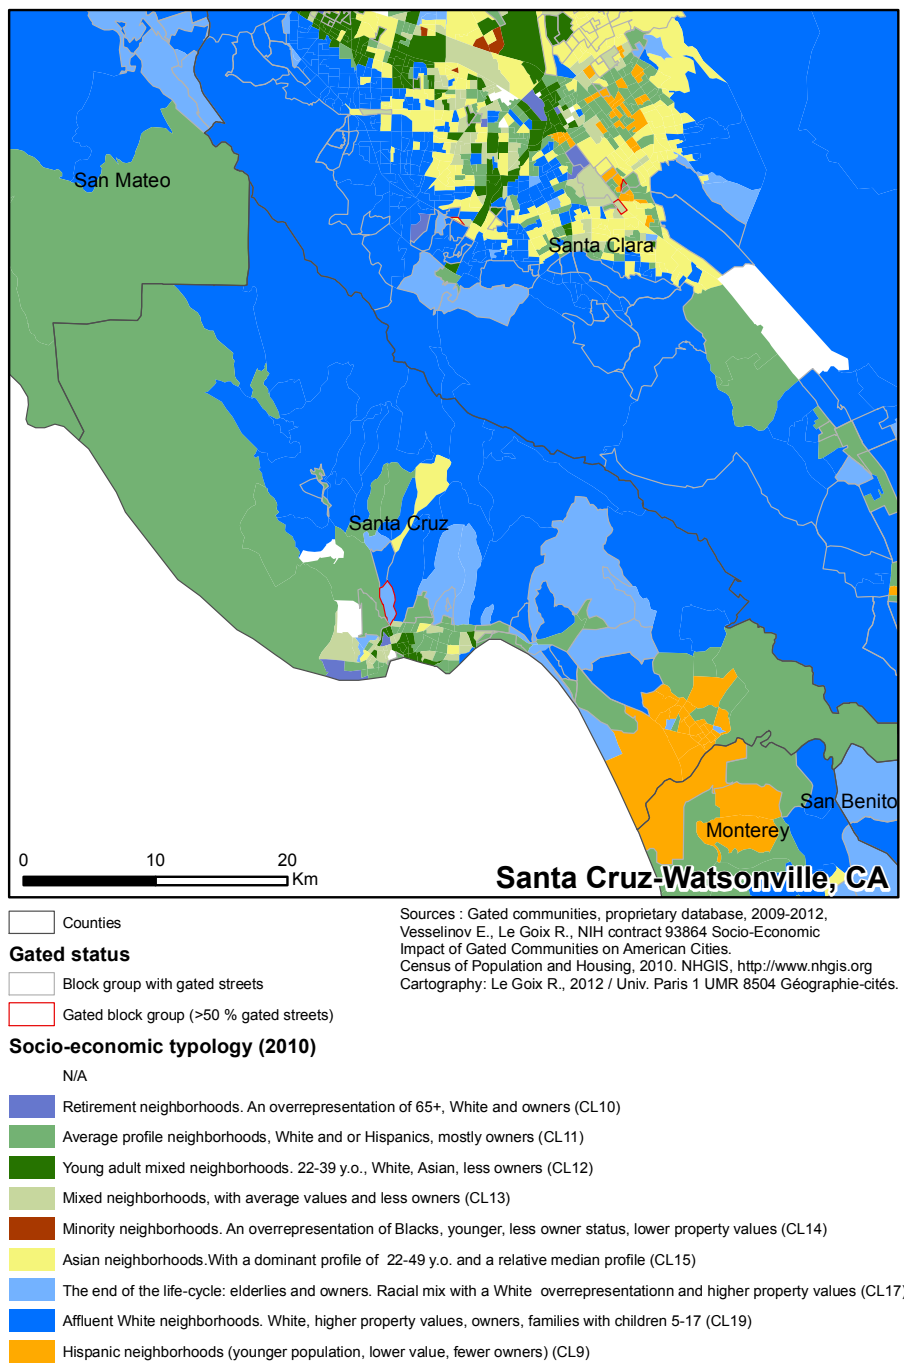 San Mateo
Santa Clara
Santa Cruz
San Benito
Monterey
0 10 20
Km
Santa Cruz-Watsonville, CA
Counties
Gated status
Block group with gated streets
Gated block group (>50 % gated streets)
Sources : Gated communities, proprietary database, 2009-2012,
Vesselinov E., Le Goix R., NIH contract 93864 Socio-Economic
Impact of Gated Communities on American Cities.
Census of Population and Housing, 2010. NHGIS, http://www.nhgis.org
Cartography: Le Goix R., 2012 / Univ. Paris 1 UMR 8504 Géographie-cités.
Socio-economic typology (2010)
N/A
Retirement neighborhoods. An overrepresentation of 65+, White and owners (CL10)
Average profile neighborhoods, White and or Hispanics, mostly owners (CL11)
Young adult mixed neighborhoods. 22-39 y.o., White, Asian, less owners (CL12)
Mixed neighborhoods, with average values and less owners (CL13)
Minority neighborhoods. An overrepresentation of Blacks, younger, less owner status, lower property values (CL14)
Asian neighborhoods.With a dominant profile of 22-49 y.o. and a relative median profile (CL15)
The end of the life-cycle: elderlies and owners. Racial mix with a White overrepresentationn and higher property values (CL17)
Affluent White neighborhoods. White, higher property values, owners, families with children 5-17 (CL19)
Hispanic neighborhoods (younger population, lower value, fewer owners) (CL9)